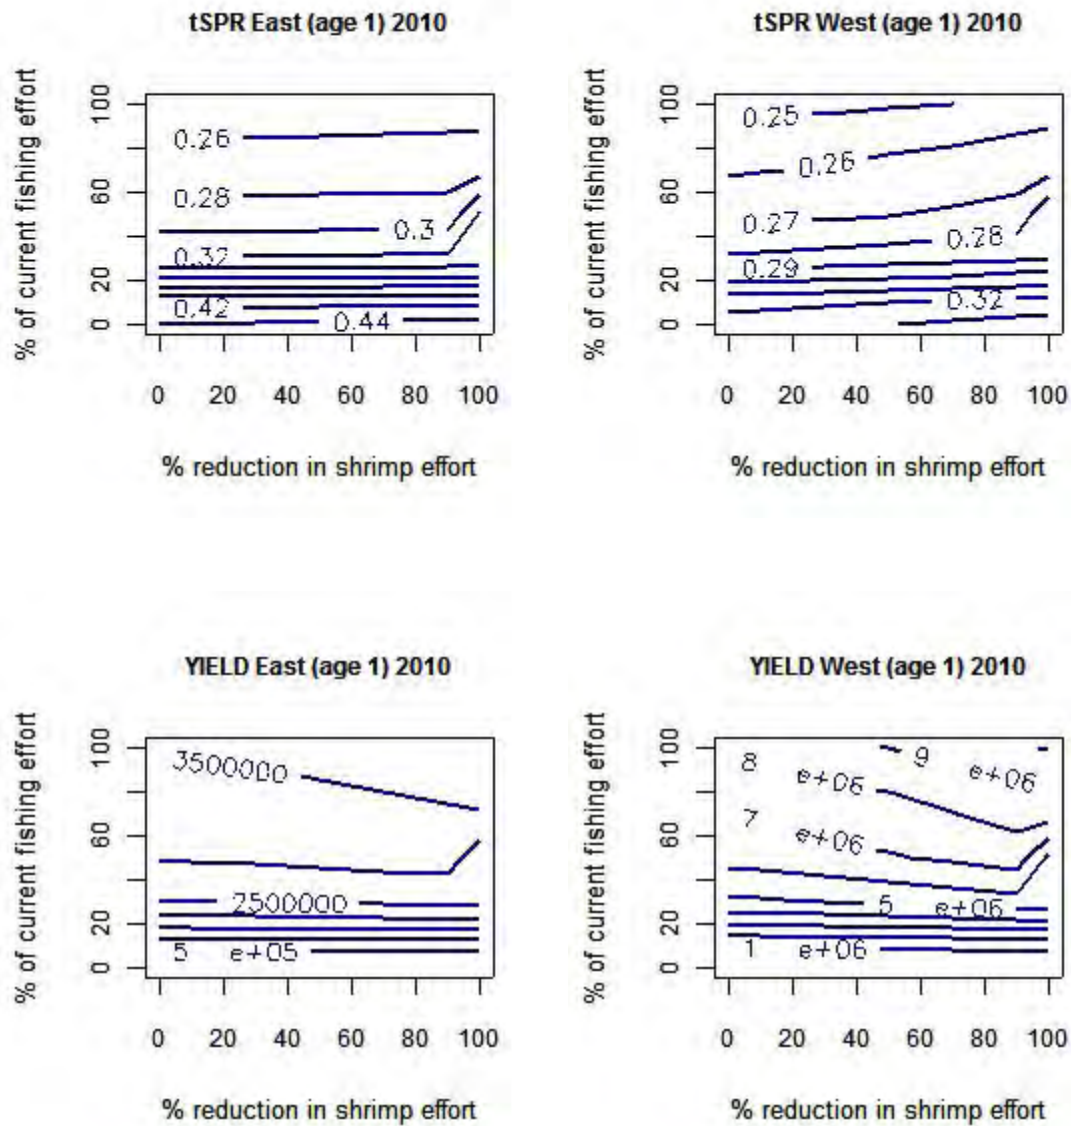 tSPR East (age 1) 2010
% of current fishing effort
100
60
20
0
0.26
0.28
0.3
0.32
0.42
0.44
0 20 40 60 80 100
% reduction in shrimp effort
tSPR West (age 1) 2010
% of current fishing effort
100
60
20
0
0.25
0.26
0.27
0.28
0.29
0.32
0 20 40 60 80 100
% reduction in shrimp effort
YIELD East (age 1) 2010
% of current fishing effort
100
60
20
0
3500000
2500000
5 e+05
0 20 40 60 80 100
% reduction in shrimp effort
YIELD West (age 1) 2010
% of current fishing effort
100
60
20
0
8 e+06
9 e+06
7 e+06
5 e+06
1 e+06
0 20 40 60 80 100
% reduction in shrimp effort